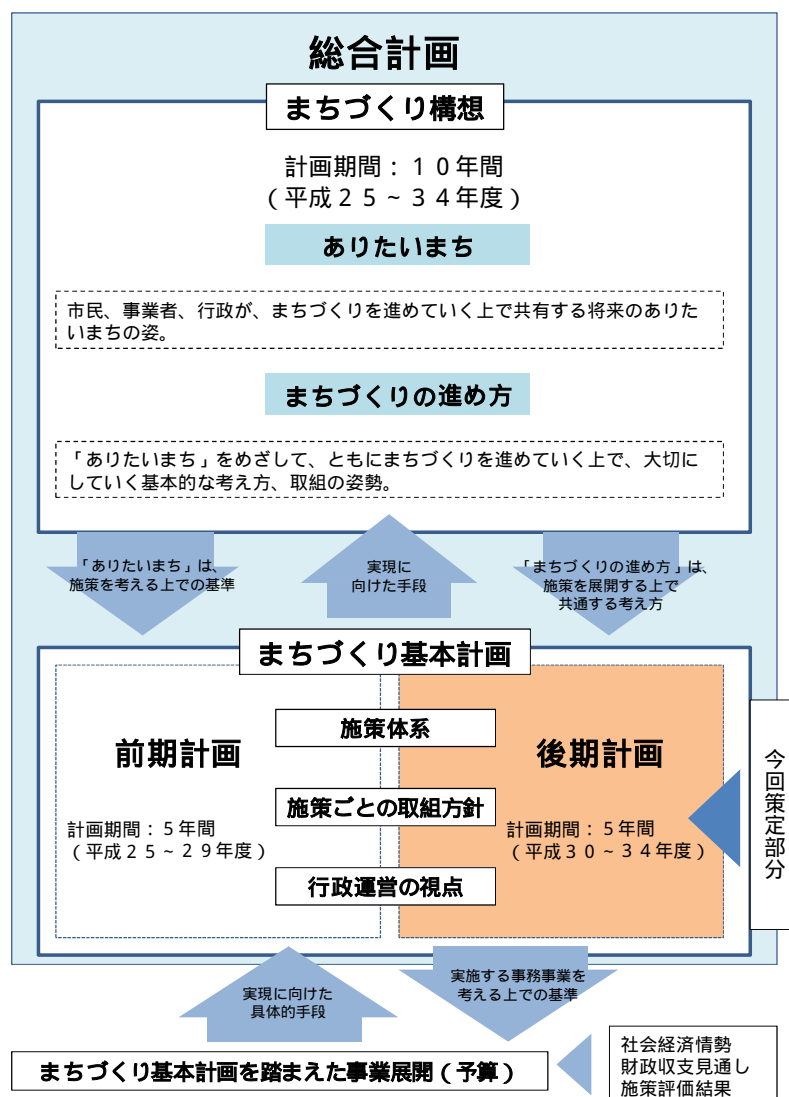 総合計画
まちづくり構想
計画期間：１０年間
（平成２５～３４年度）
ありたいまち
市民、事業者、行政が、まちづくりを進めていく上で共有する将来のありた
いまちの姿。
まちづくりの進め方
「ありたいまち」をめざして、ともにまちづくりを進めていく上で、大切に
していく基本的な考え方、取組の姿勢。
「ありたいまち」は、
施策を考える上での基準
実現に
向けた手段
「まちづくりの進め方」は、
施策を展開する上で
共通する考え方
まちづくり基本計画
前期計画
計画期間：５年間
（平成２５～２９年度）
施策体系
施策ごとの取組方針
行政運営の視点
後期計画
計画期間：５年間
（平成３０～３４年度）
今回策定部分
実現に向けた
具体的手段
実施する事務事業を
考える上での基準
まちづくり基本計画を踏まえた事業展開（予算）
社会経済情勢
財政収支見通し
施策評価結果